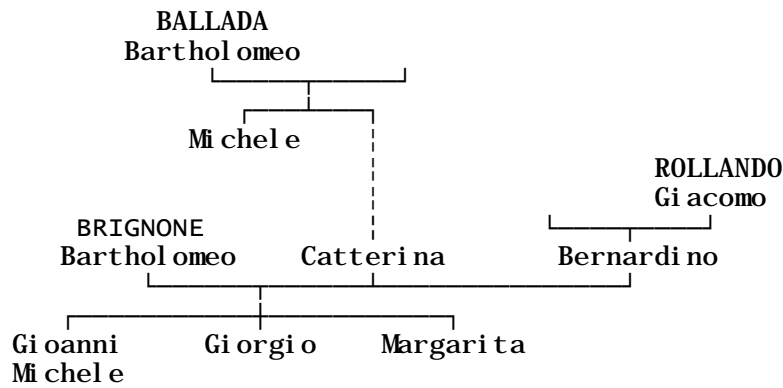 BALLADA
Bartholomeo
Michele
ROLLANDO
Giacomo
BRIGNONE
Bartholomeo Catterina Bernardino
Gioanni Giorgio Margarita
Michele